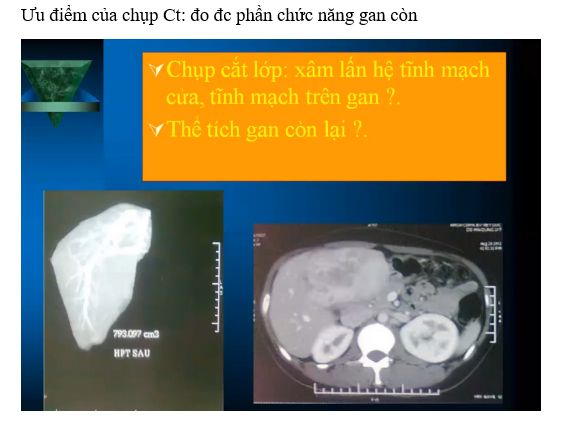 Ưu điểm của chụp Ct: đo đc phần chức năng gan còn
Chụp cắt lớp: xâm lấn hệ tĩnh mạch
cửa, tĩnh mạch trên gan ?.
Thể tích gan còn lại ?.
793.097 cm3
HPT SAU